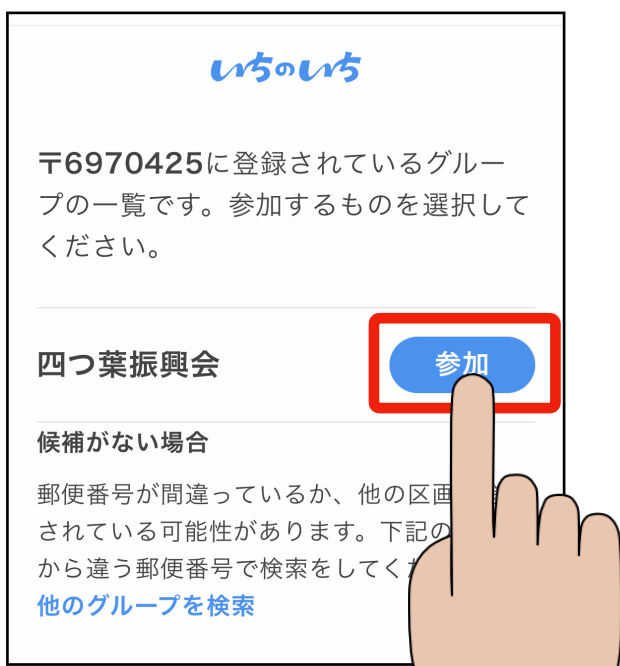 いちのいち
〒6970425に登録されているグルー
プの一覧です。参加するものを選択して
ください。
四つ葉振興会
参加
候補がない場合
郵便番号が間違っているか、他の区画
されている可能性があります。下記の
から違う郵便番号で検索をしてく
他のグループを検索